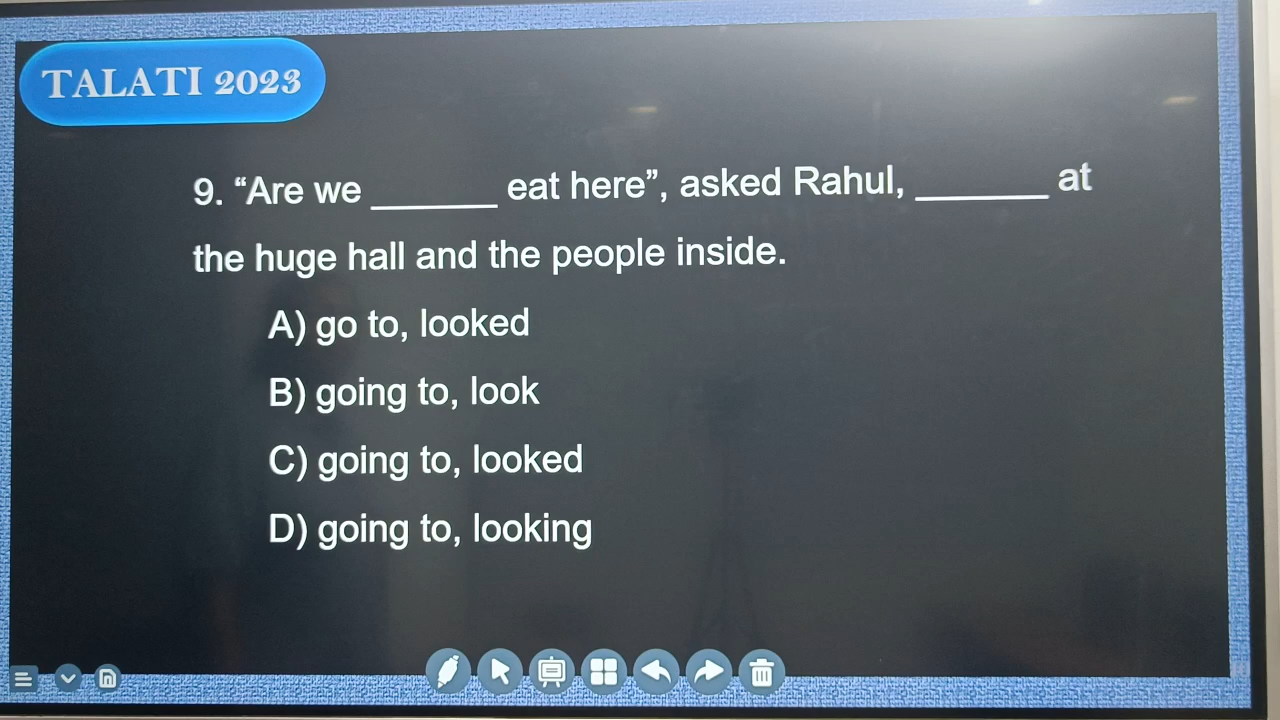 TALATI 2023
9. “Are we _______ eat here”, asked Rahul, _______ at
the huge hall and the people inside.
A) go to, looked
B) going to, look
C) going to, looked
D) going to, looking